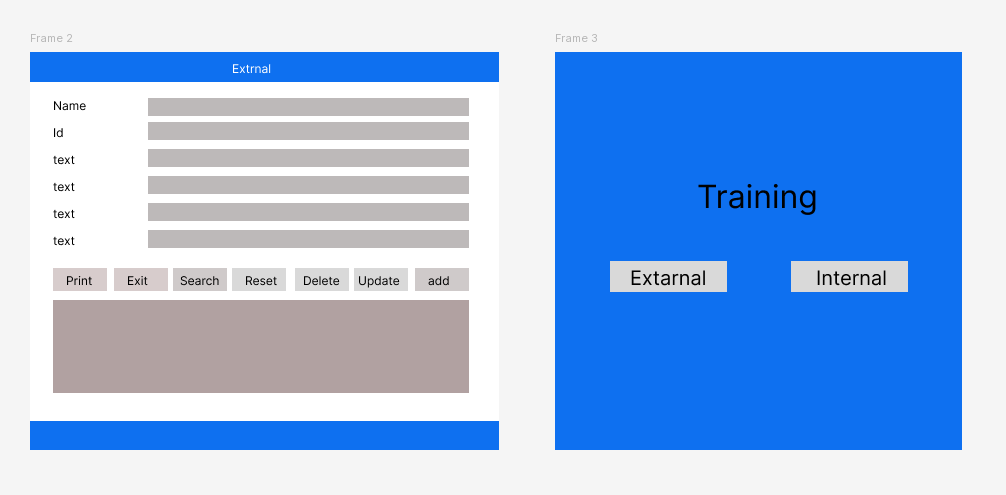 Frame 2
Extrnal
Name
Id
text
text
text
text
Print Exit Search Reset Delete Update add
Frame 3
Training
Extarnal Internal